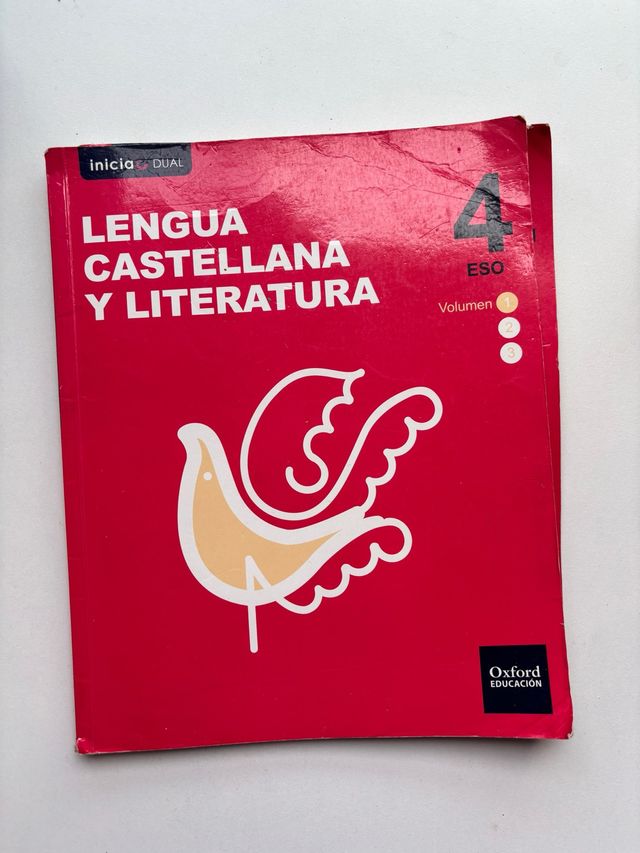 inicia DUAL
LENGUA
CASTELLANA
Y LITERATURA
4
ESO
Volumen 1
2
3
Oxford
EDUCACIÓN